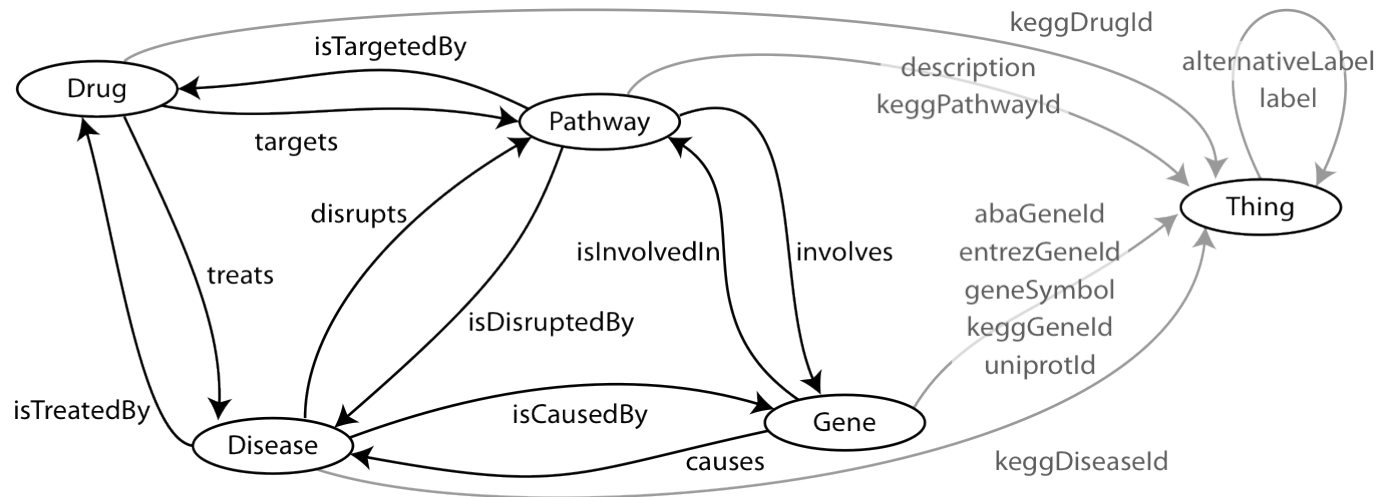 keggDrugId
isTargetedBy
alternativeLabel
description
Drug
label
keggPathwayId
Pathway
targets
Thing
disrupts
abaGeneId
isInvolvedIn
involves
entrezGeneId
treats
geneSymbol
isDisruptedBy
keggGeneId
uniprotId
isTreatedBy
isCausedBy
Gene
Disease
causes
keggDiseaseId